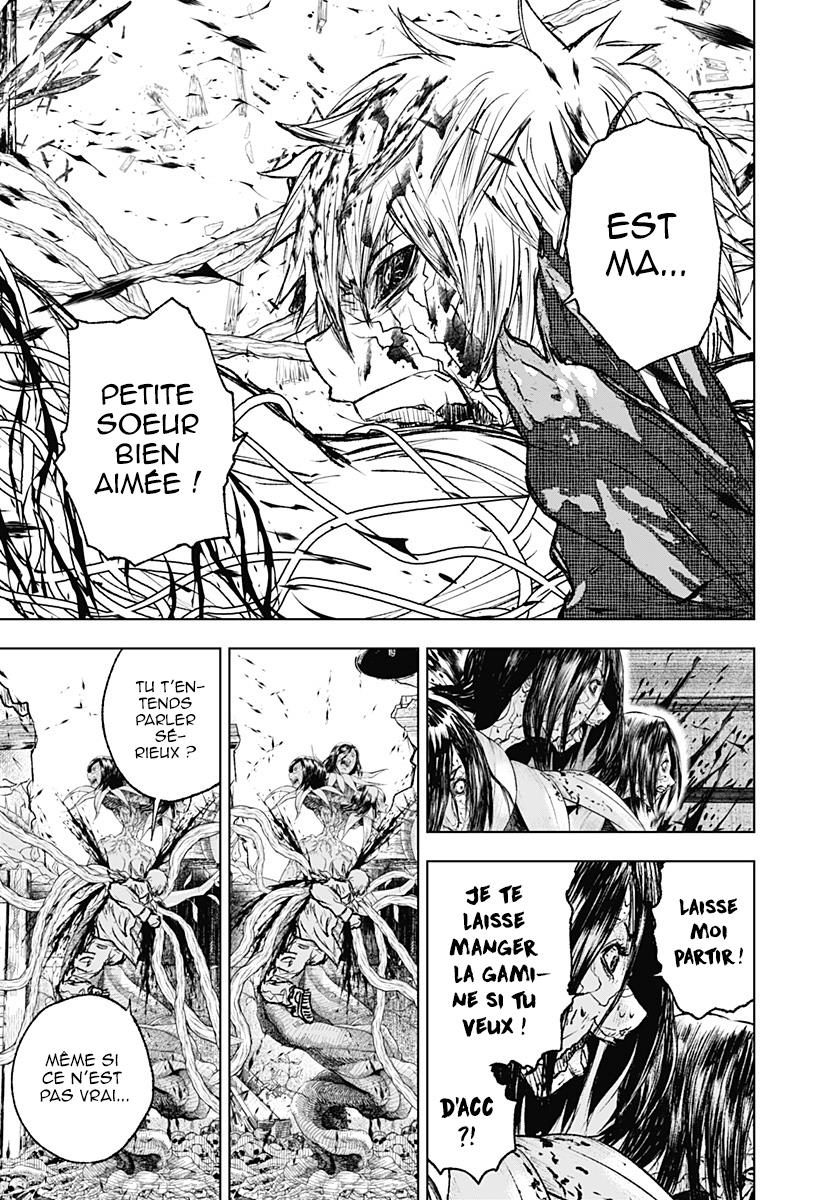 EST
MA...
PETITE
SOEUR
BIEN
AIMÉE !
LAISSE
MOI
PARTIR!
JE TE
LAISSE
MANGER
LA GAMI-
NE SI TU
VEUX !
D'ACC
?!
TU T'EN-
TENDS
PARLER
SÉ-
RIEUX ?
MÊME SI
CE N'EST
PAS VRAI...